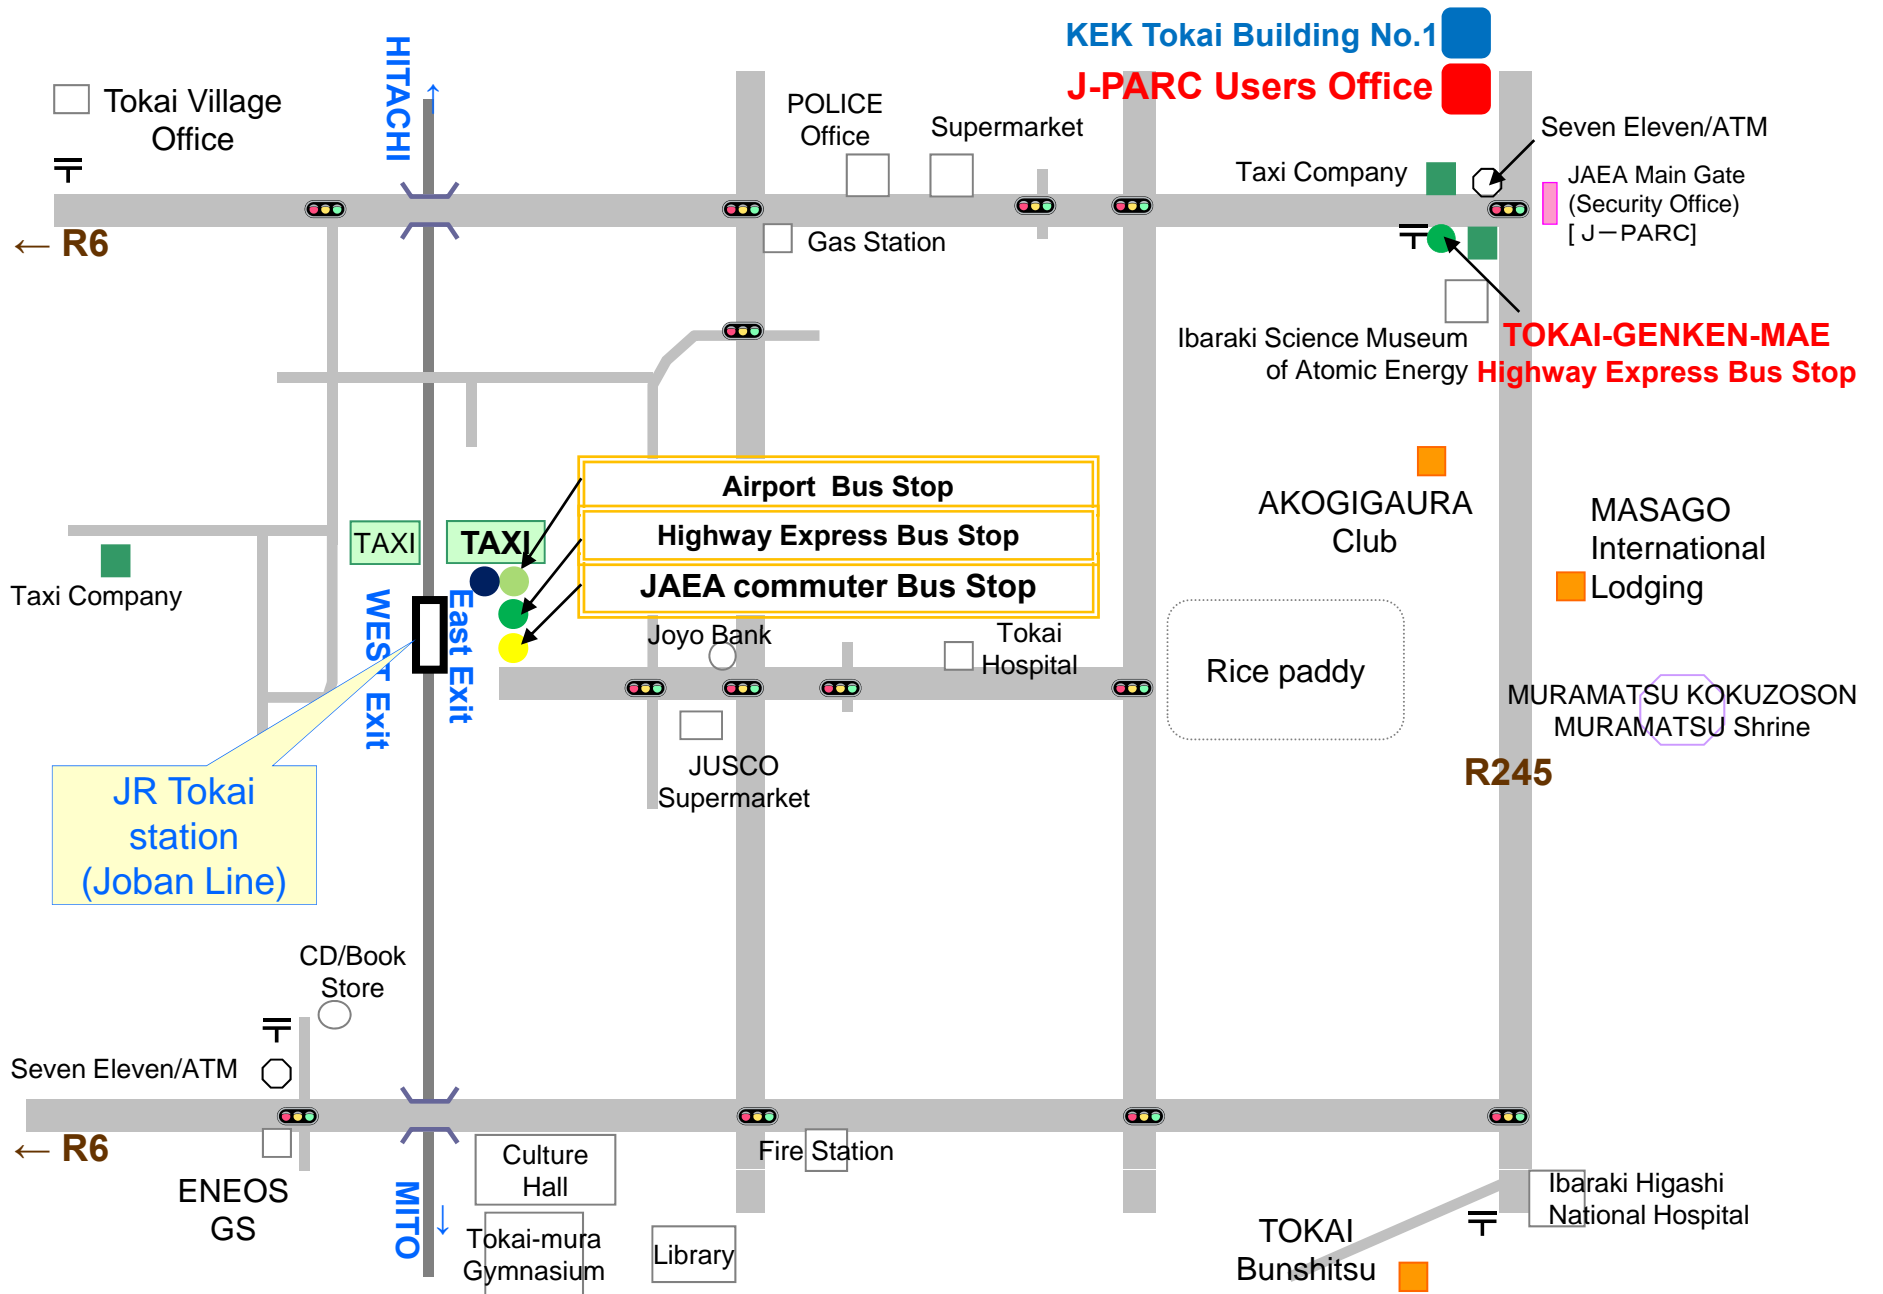 KEK Tokai Building No.1
J-PARC Users Office
HITACHI
↑
Tokai Village
Office
〒
POLICE
Office
Supermarket
Seven Eleven/ATM
Taxi Company
JAEA Main Gate
(Security Office)
[ J－PARC]
← R6
Gas Station
〒
Ibaraki Science Museum
of Atomic Energy
TOKAI-GENKEN-MAE
Highway Express Bus Stop
Airport Bus Stop
Highway Express Bus Stop
JAEA commuter Bus Stop
TAXI
TAXI
AKOGIGAURA
Club
MASAGO
International
Lodging
Taxi Company
WEST Exit
East Exit
Joyo Bank
Tokai
Hospital
Rice paddy
MURAMATSU KOKUZOSON
MURAMATSU Shrine
R245
JUSCO
Supermarket
JR Tokai
station
(Joban Line)
CD/Book
Store
〒
Seven Eleven/ATM
← R6
ENEOS
GS
MITO
↓
Culture
Hall
Fire Station
Tokai-mura
Gymnasium
Library
TOKAI
Bunshitsu
〒
Ibaraki Higashi
National Hospital